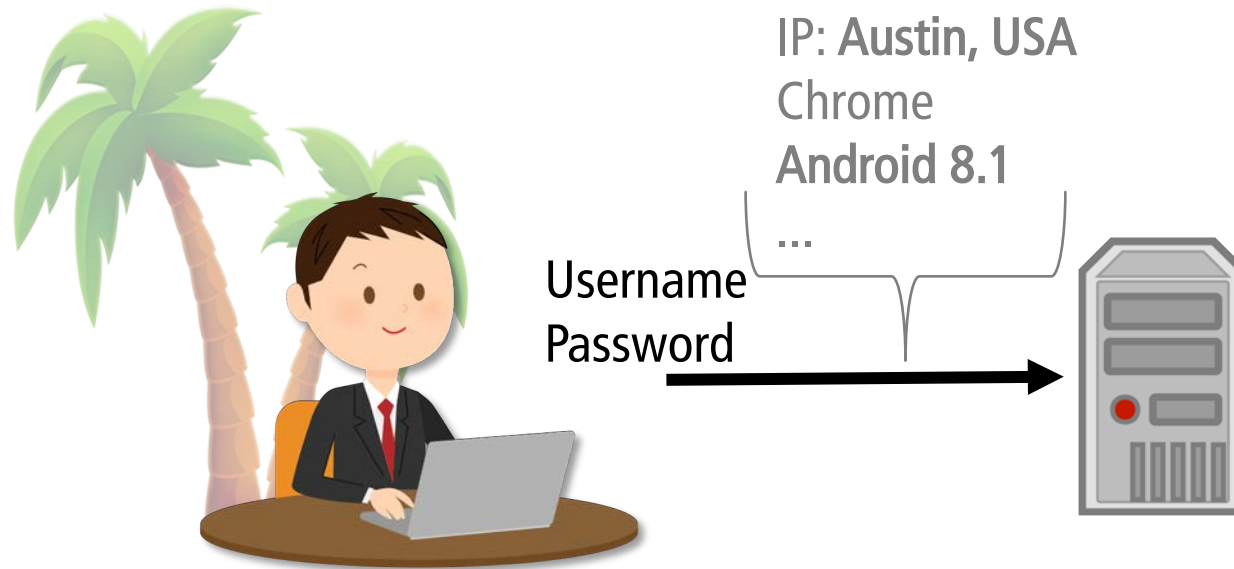 IP: Austin, USA
Chrome
Android 8.1
...
Username
Password